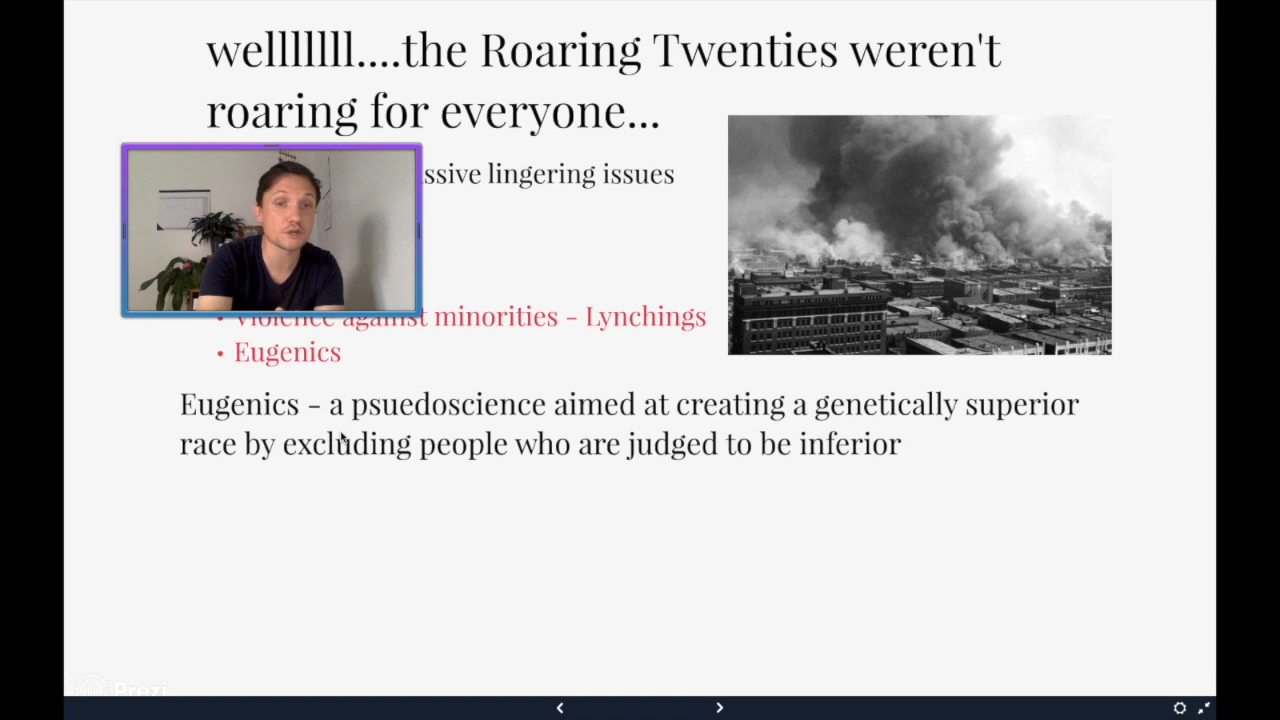 wellllllll....the Roaring Twenties weren't
roaring for everyone...
ssive lingering issues
• Violence against minorities - Lynchings
• Eugenics
Eugenics - a psuedoscience aimed at creating a genetically superior
race by excluding people who are judged to be inferior
Prezi